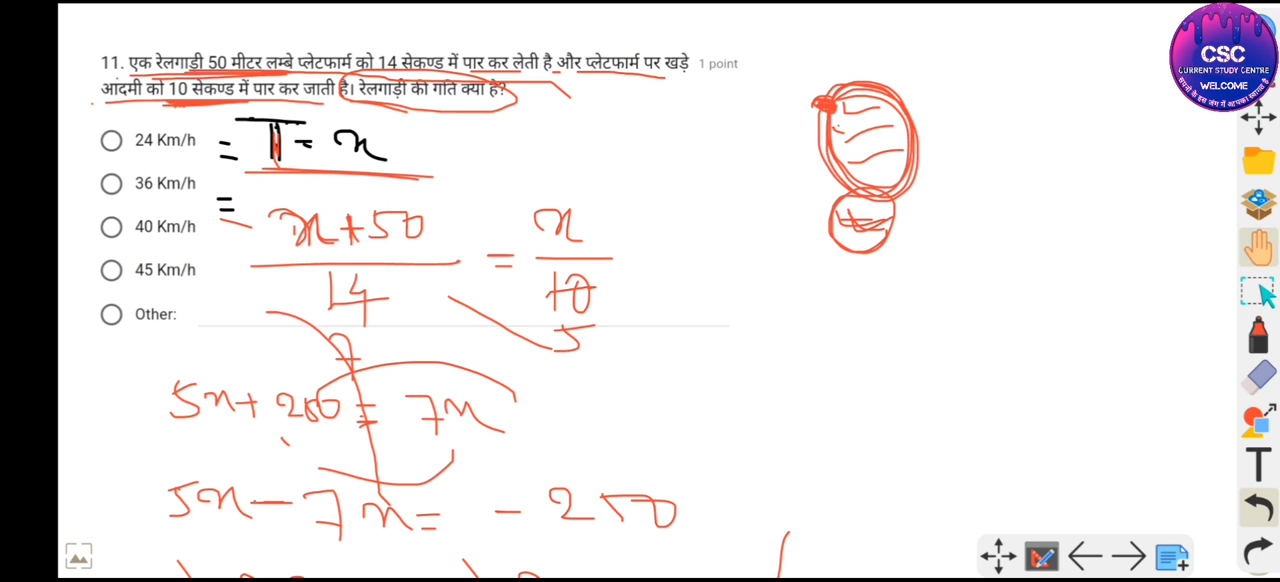 11. एक रेलगाड़ी 50 मीटर लम्बे प्लेटफार्म को 14 सेकण्ड में पार कर लेती है और प्लेटफार्म पर खड़े 1 point
आदमी को 10 सेकण्ड में पार कर जाती है। रेलगाड़ी की गति क्या है?
24 Km/h
36 Km/h
40 Km/h
45 Km/h
Other:
= T = x
=
x+50 / 14 = x / 10
7 5
5x+250 = 7x
5x-7x = -250
CSC
CURRENT STUDY CENTRE
WELCOME
T